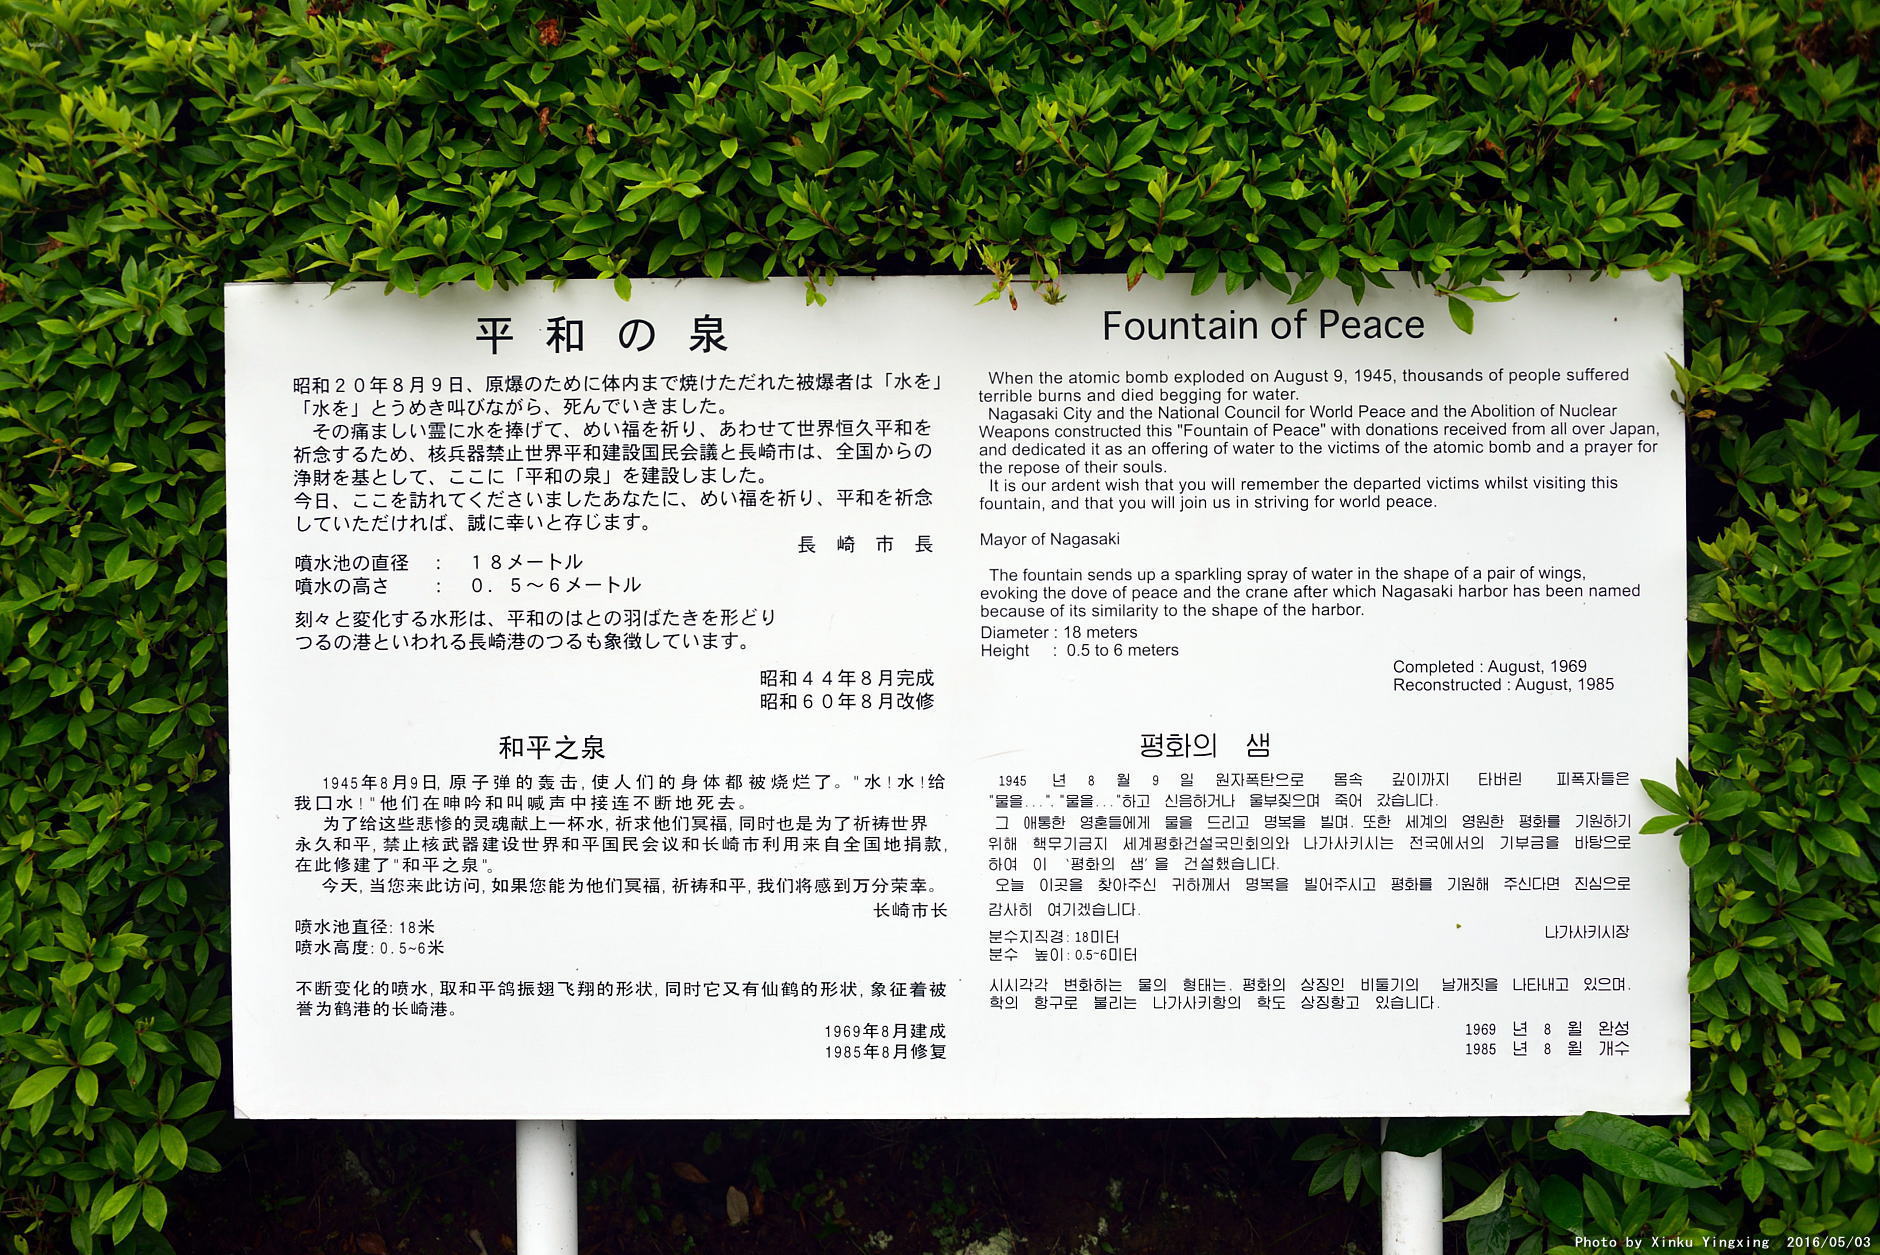 平和の泉
昭和２０年８月９日、原爆のために体内まで焼けただれた被爆者は「水を」
「水を」とうめき叫びながら、死んでいきました。
その痛ましい霊に水を捧げて、めい福を祈り、あわせて世界恒久平和を
祈念するため、核兵器禁止世界平和建設国民会議と長崎市は、全国からの
浄財を基として、ここに「平和の泉」を建設しました。
今日、ここを訪れてくださいましたあなたに、めい福を祈り、平和を祈念
していただければ、誠に幸いと存じます。
長崎市長
噴水池の直径 ： １８メートル
噴水の高さ ： ０．５～６メートル
刻々と変化する水形は、平和のはとの羽ばたきを形どり
つるの港といわれる長崎港のつるも象徴しています。
昭和４４年８月完成
昭和６０年８月改修
Fountain of Peace
When the atomic bomb exploded on August 9, 1945, thousands of people suffered
terrible burns and died begging for water.
Nagasaki City and the National Council for World Peace and the Abolition of Nuclear
Weapons constructed this "Fountain of Peace" with donations received from all over Japan,
and dedicated it as an offering of water to the victims of the atomic bomb and a prayer for
the repose of their souls.
It is our ardent wish that you will remember the departed victims whilst visiting this
fountain, and that you will join us in striving for world peace.
Mayor of Nagasaki
The fountain sends up a sparkling spray of water in the shape of a pair of wings,
evoking the dove of peace and the crane after which Nagasaki harbor has been named
because of its similarity to the shape of the harbor.
Diameter : 18 meters
Height : 0.5 to 6 meters
Completed : August, 1969
Reconstructed : August, 1985
和平之泉
1945年8月9日, 原子弹的轰击, 使人们的身体都被烧烂了。"水!水!给
我口水!"他们在呻吟和叫喊声中接连不断地死去。
为了给这些悲惨的灵魂献上一杯水, 祈求他们冥福, 同时也是为了祈祷世界
永久和平, 禁止核武器建设世界和平国民会议和长崎市利用来自全国地捐款,
在此修建了"和平之泉"。
今天, 当您来此访问, 如果您能为他们冥福, 祈祷和平, 我们将感到万分荣幸。
长崎市长
喷水池直径: 18米
喷水高度: 0.5~6米
不断变化的喷水, 取和平鸽振翅飞翔的形状, 同时它又有仙鹤的形状, 象征着被
誉为鹤港的长崎港。
1969年8月建成
1985年8月修复
평화의 샘
1945 년 8 월 9 일 원자폭탄으로 몸속 깊이까지 타버린 피폭자들은
"물을...", "물을..."하고 신음하거나 울부짖으며 죽어 갔습니다.
그 애통한 영혼들에게 물을 드리고 명복을 빌며. 또한 세계의 영원한 평화를 기원하기
위해 핵무기금지 세계평화건설국민회의와 나가사키시는 전국에서의 기부금을 바탕으로
하여 이 '평화의 샘'을 건설했습니다.
오늘 이곳을 찾아주신 귀하께서 명복을 빌어주시고 평화를 기원해 주신다면 진심으로
감사히 여기겠습니다.
나가사키시장
분수지직경: 18미터
분수 높이: 0.5~6미터
시시각각 변화하는 물의 형태는. 평화의 상징인 비둘기의 날개짓을 나타내고 있으며.
학의 항구로 불리는 나가사키항의 학도 상징항고 있습니다.
1969 년 8 월 완성
1985 년 8 월 개수
Photo by Xinku Yingxing 2016/05/03